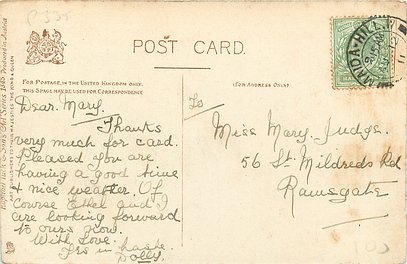 POST CARD.
FOR POSTAGE IN THE UNITED KINGDOM ONLY,
THIS SPACE MAY BE USED FOR CORRESPONDENCE
(FOR ADDRESS ONLY)
Dear Mary.
Thanks
very much for card.
Pleased you are
having a good time
& nice weather. Of
course Ethel and I
are looking forward
to ours now.
With Love.
Yrs in haste
Dolly.
To
Miss Mary. Judge.
56 St. Mildreds Rd
Ramsgate
MAIDA-HILL.W